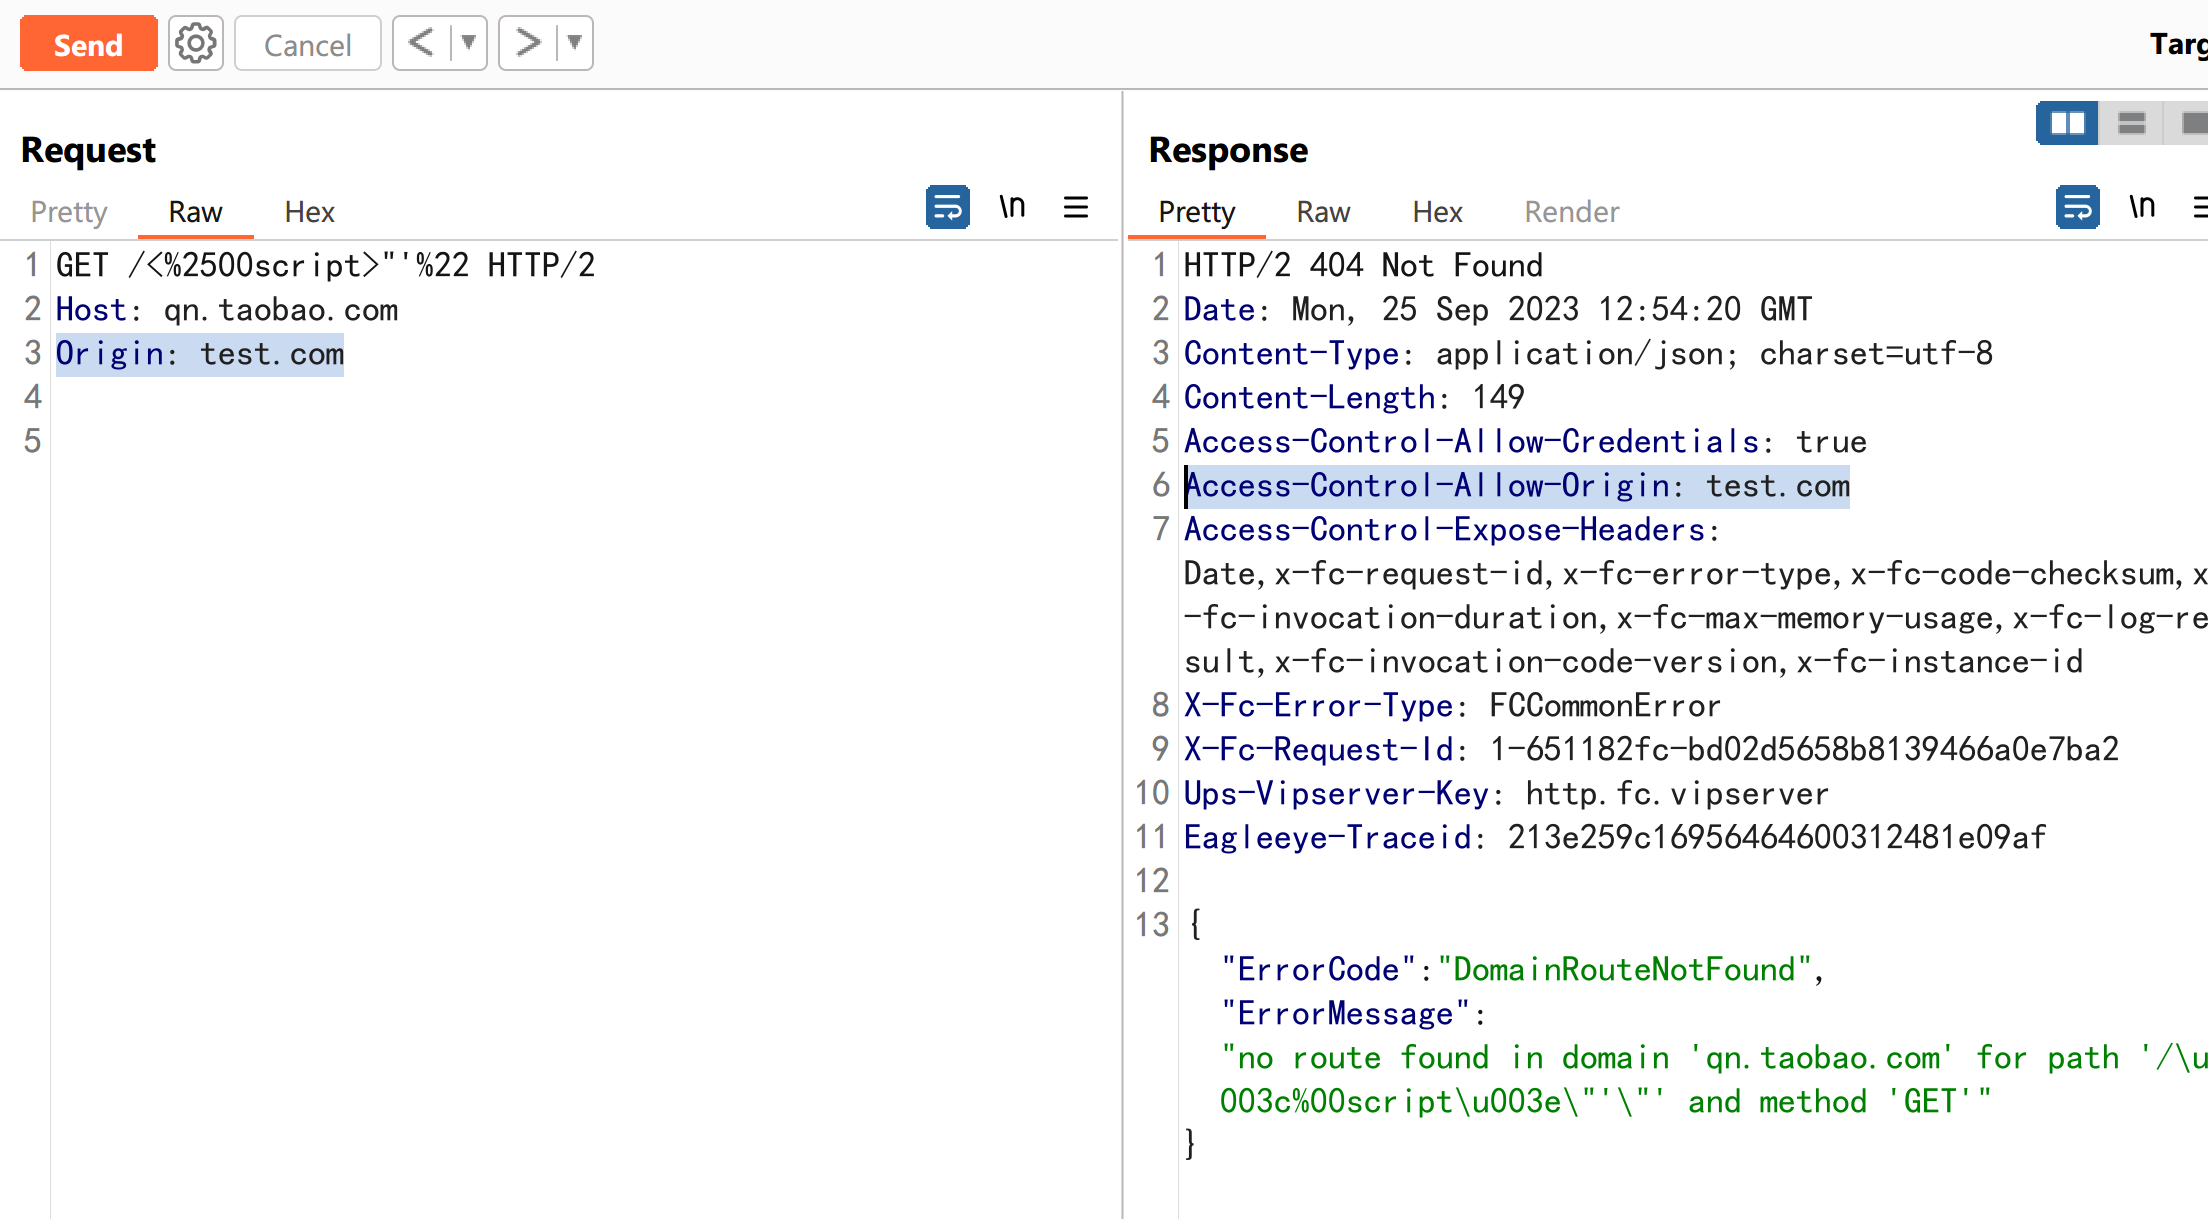 Send
Cancel
Targ
Request
Pretty Raw Hex
\n
1 GET /<%2500script>"'%22 HTTP/2
2 Host: qn.taobao.com
3 Origin: test.com
4
5
Response
Pretty Raw Hex Render
\n
1 HTTP/2 404 Not Found
2 Date: Mon, 25 Sep 2023 12:54:20 GMT
3 Content-Type: application/json; charset=utf-8
4 Content-Length: 149
5 Access-Control-Allow-Credentials: true
6 Access-Control-Allow-Origin: test.com
7 Access-Control-Expose-Headers:
Date,x-fc-request-id,x-fc-error-type,x-fc-code-checksum,x
-fc-invocation-duration,x-fc-max-memory-usage,x-fc-log-re
sult,x-fc-invocation-code-version,x-fc-instance-id
8 X-Fc-Error-Type: FCCommonError
9 X-Fc-Request-Id: 1-651182fc-bd02d5658b8139466a0e7ba2
10 Ups-Vipserver-Key: http.fc.vipserver
11 Eagleeye-Traceid: 213e259c16956464600312481e09af
12
13 {
"ErrorCode":"DomainRouteNotFound",
"ErrorMessage":
"no route found in domain 'qn.taobao.com' for path '/\u
003c%00script\u003e\"'\"' and method 'GET'"
}